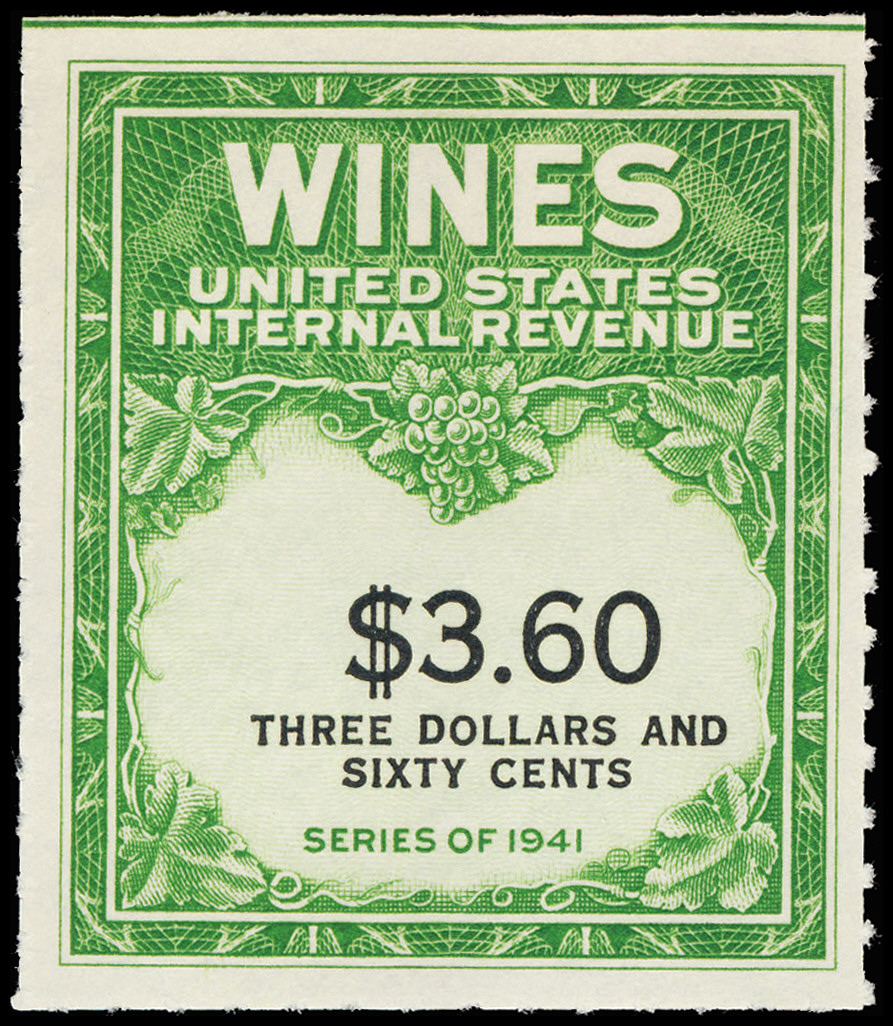 WINES
UNITED STATES
INTERNAL REVENUE
$3.60
THREE DOLLARS AND
SIXTY CENTS
SERIES OF 1941